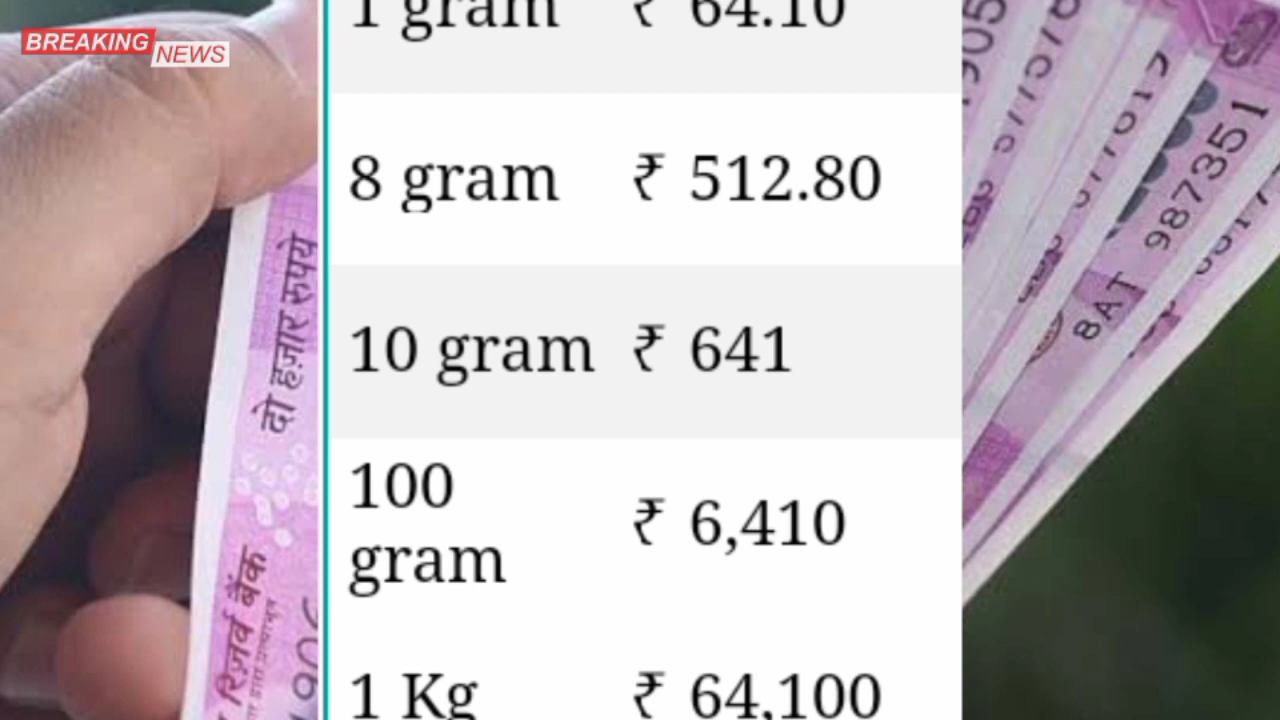 BREAKING
NEWS
1 gram ₹ 64.10
8 gram ₹ 512.80
10 gram ₹ 641
100
gram ₹ 6,410
1 Kg ₹ 64,100
दो हज़ार रुपये
रिज़र्व बैंक
8AT 987351